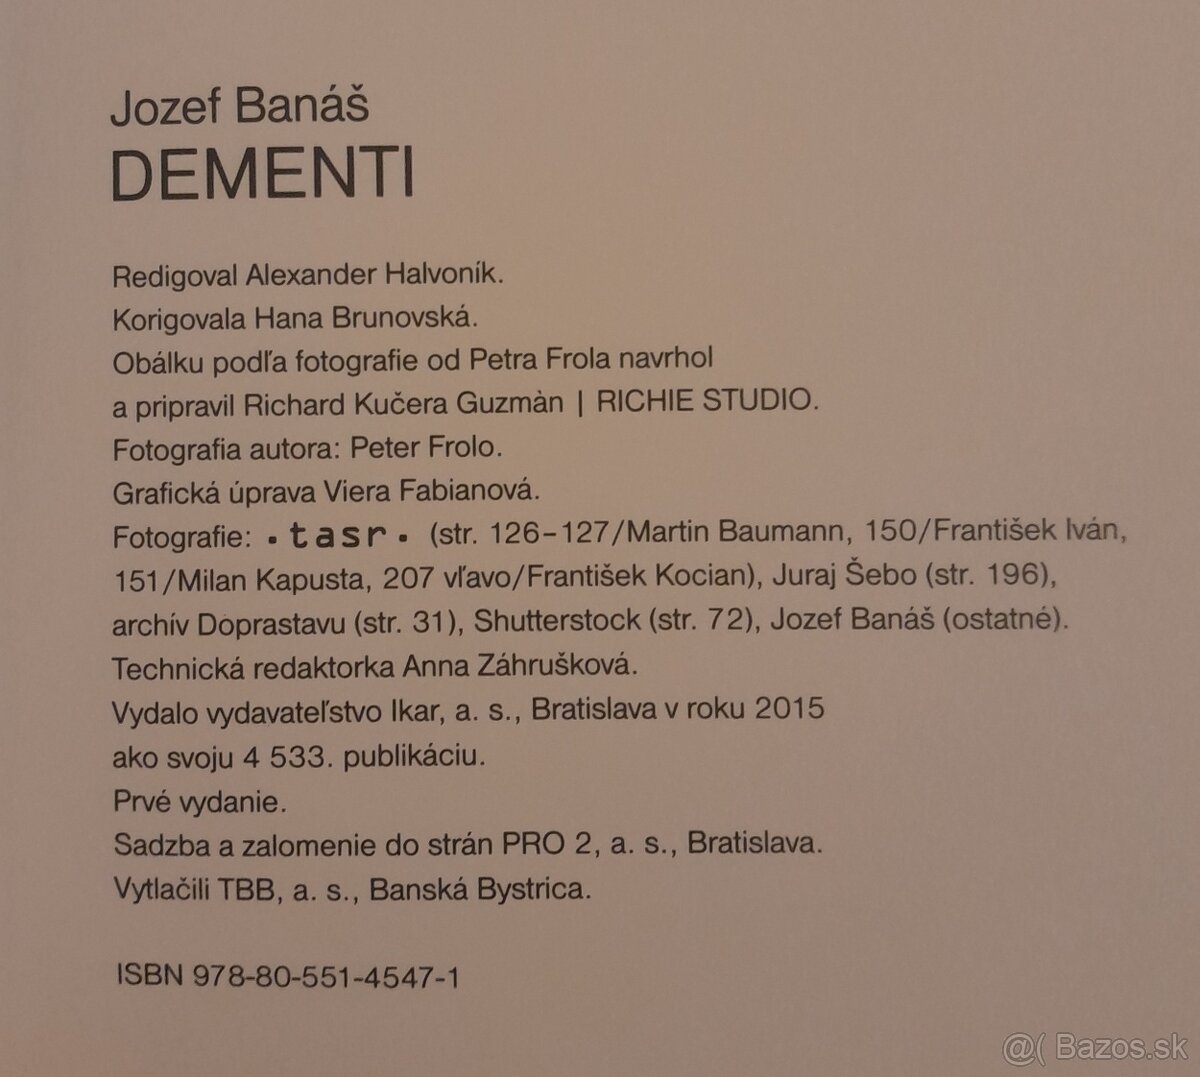 Jozef Banáš
DEMENTI
Redigoval Alexander Halvoník.
Korigovala Hana Brunovská.
Obálku podľa fotografie od Petra Frola navrhol
a pripravil Richard Kučera Guzmàn | RICHIE STUDIO.
Fotografia autora: Peter Frolo.
Grafická úprava Viera Fabianová.
Fotografie: •tasr• (str. 126–127/Martin Baumann, 150/František Iván,
151/Milan Kapusta, 207 vľavo/František Kocian), Juraj Šebo (str. 196),
archív Doprastavu (str. 31), Shutterstock (str. 72), Jozef Banáš (ostatné).
Technická redaktorka Anna Záhrušková.
Vydalo vydavateľstvo Ikar, a. s., Bratislava v roku 2015
ako svoju 4 533. publikáciu.
Prvé vydanie.
Sadzba a zalomenie do strán PRO 2, a. s., Bratislava.
Vytlačili TBB, a. s., Banská Bystrica.
ISBN 978-80-551-4547-1
@( Bazos.sk